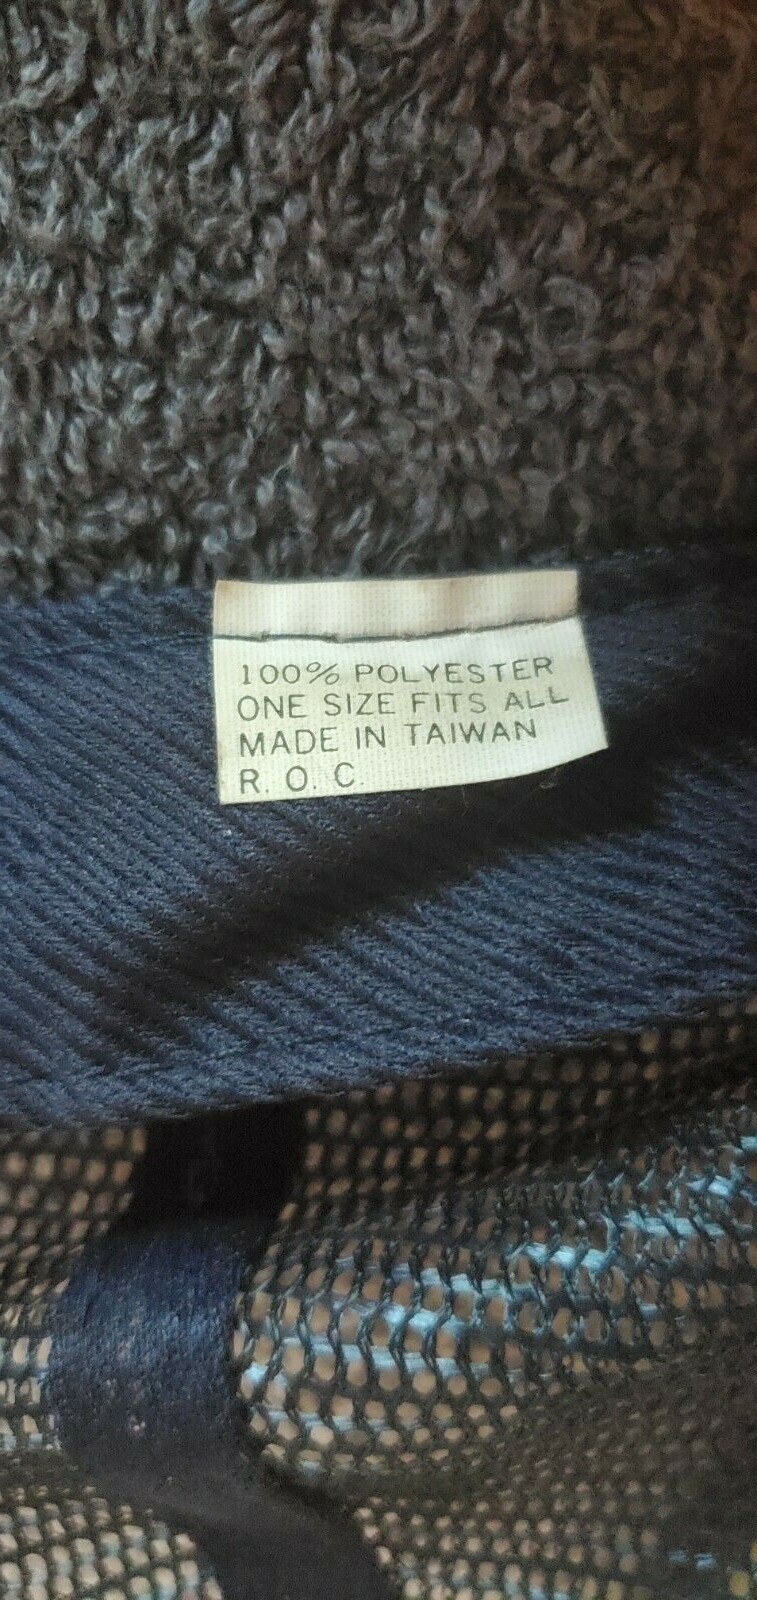 100% POLYESTER
ONE SIZE FITS ALL
MADE IN TAIWAN
R. O. C.